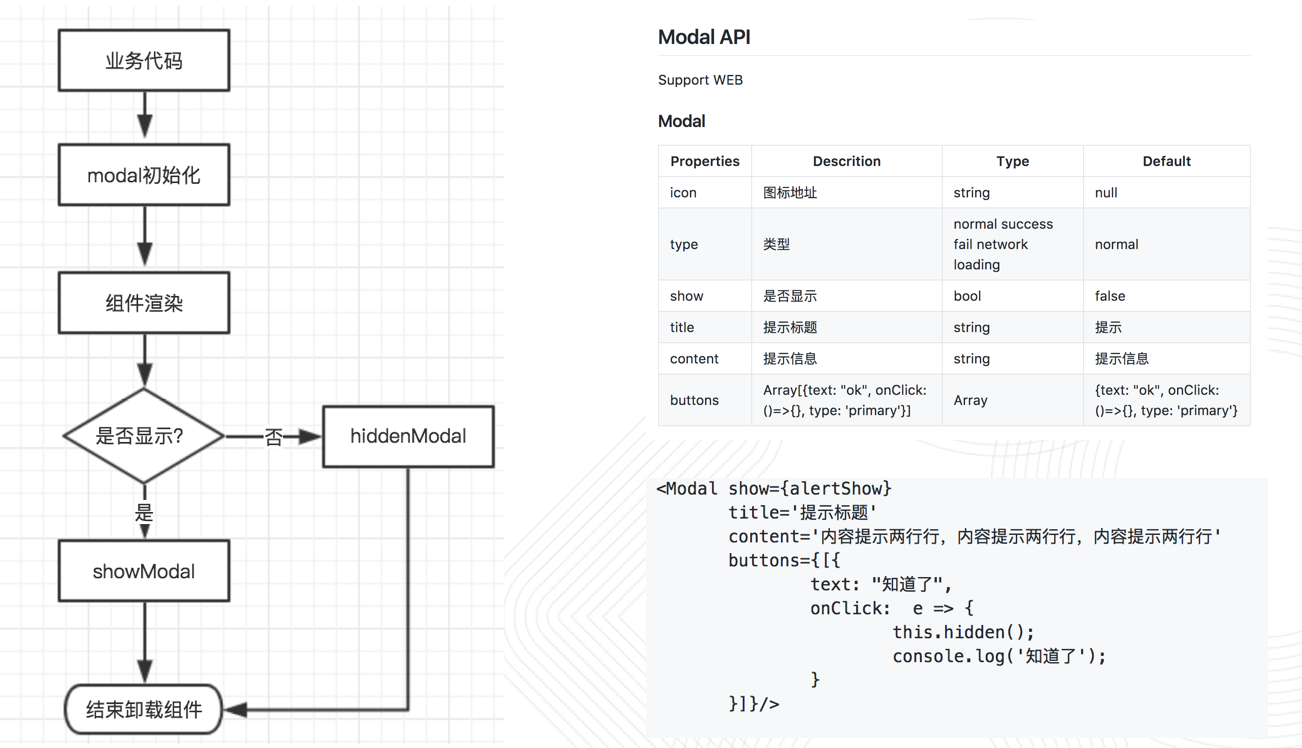 业务代码
modal初始化
组件渲染
是否显示?
否
hiddenModal
是
showModal
结束卸载组件
Modal API
Support WEB
Modal
Properties Descrition Type Default
icon 图标地址 string null
type 类型 normal success fail network loading normal
show 是否显示 bool false
title 提示标题 string 提示
content 提示信息 string 提示信息
buttons Array[{text: "ok", onClick: ()=>{}, type: 'primary'}] Array {text: "ok", onClick: ()=>{}, type: 'primary'}
<Modal show={alertShow}
title='提示标题'
content='内容提示两行行，内容提示两行行，内容提示两行行'
buttons={[{
text: "知道了",
onClick:  e => {
this.hidden();
console.log('知道了');
}
}]}/>